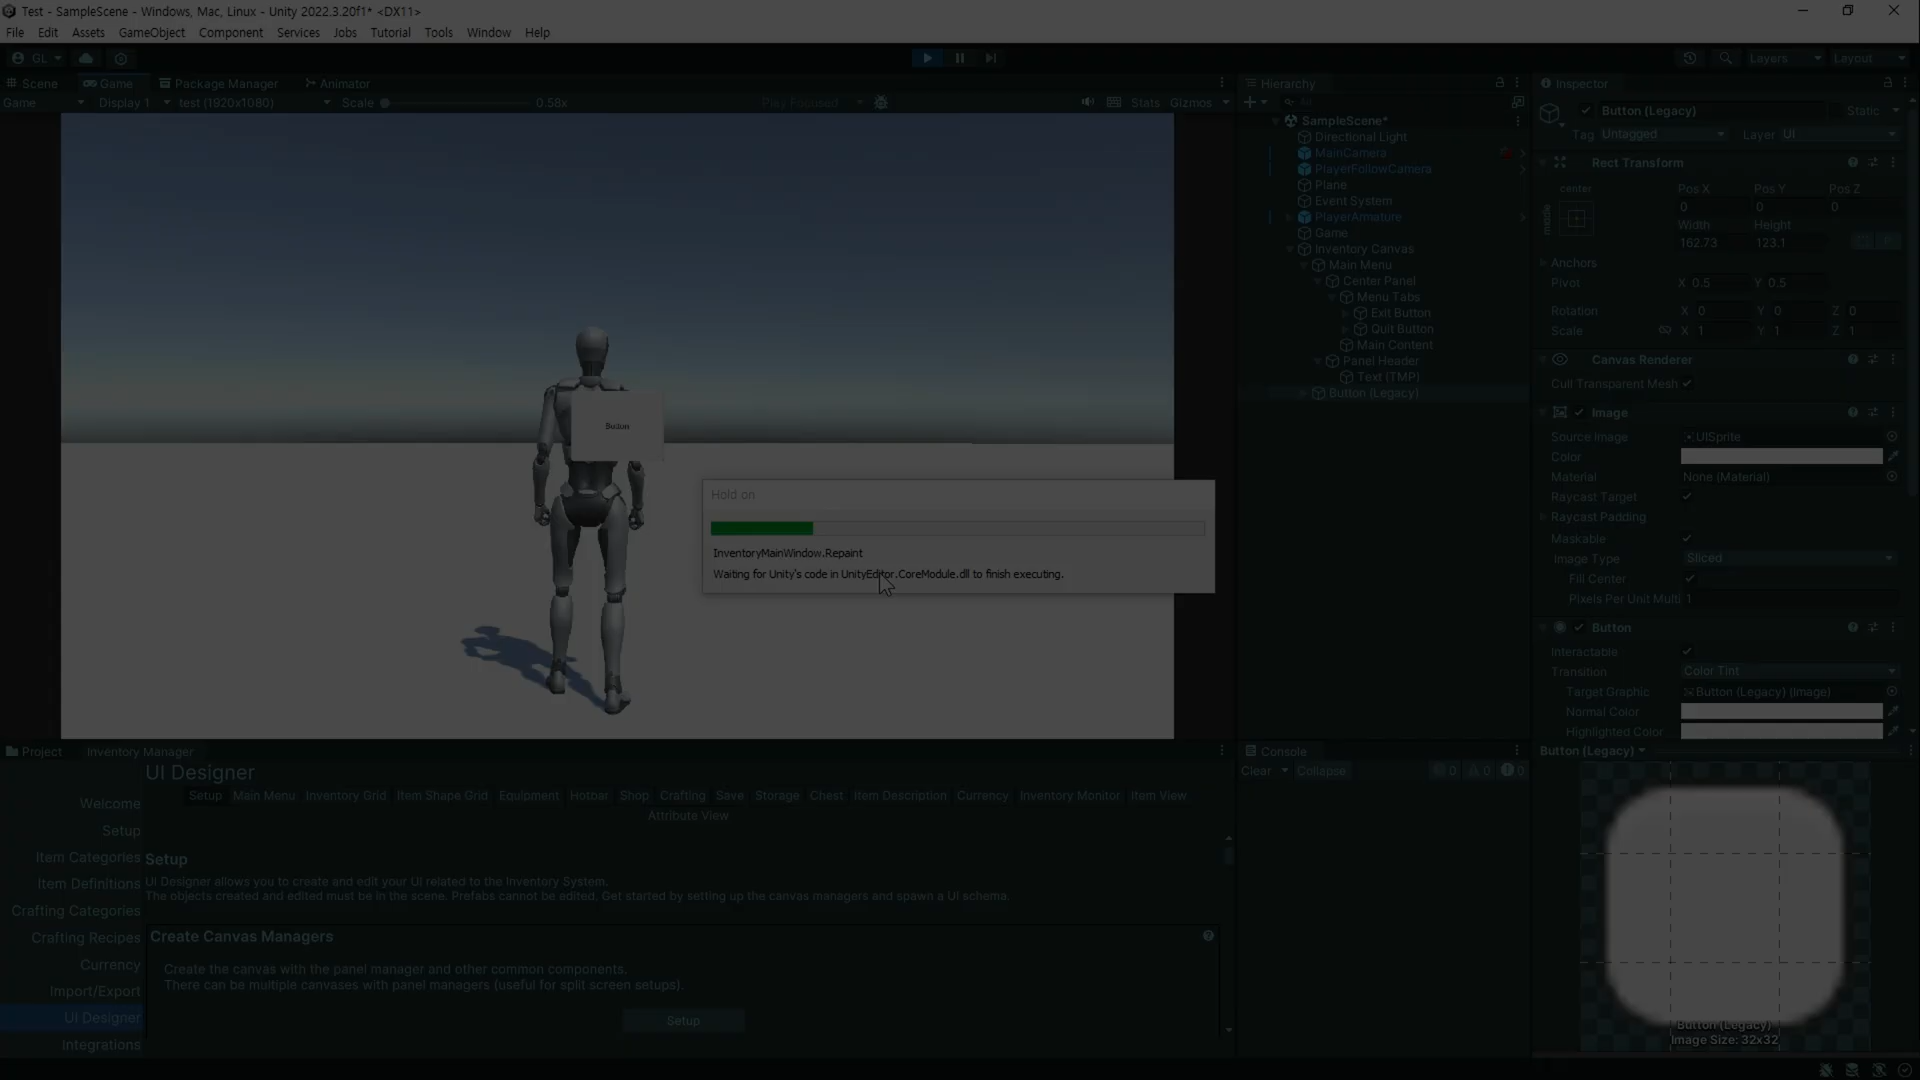 Test - SampleScene - Windows, Mac, Linux - Unity 2022.3.20f1* <DX11>
File Edit Assets GameObject Component Services Jobs Tutorial Tools Window Help
GL Layers Layout
Scene Game Package Manager Animator
Game Display 1 test (1920x1080) Scale 0.58x Play Focused Stats Gizmos
Button
Hold on
InventoryMainWindow.Repaint
Waiting for Unity's code in UnityEditor.CoreModule.dll to finish executing.
Hierarchy
All
SampleScene*
Directional Light
MainCamera
PlayerFollowCamera
Plane
Event System
PlayerArmature
Game
Inventory Canvas
Main Menu
Center Panel
Menu Tabs
Exit Button
Quit Button
Main Content
Panel Header
Text (TMP)
Button (Legacy)
Inspector
Button (Legacy) Static
Tag Untagged Layer UI
Rect Transform
center Pos X Pos Y Pos Z
middle 0 0 0
Width Height
162.73 123.1
Anchors
Pivot X 0.5 Y 0.5
Rotation X 0 Y 0 Z 0
Scale X 1 Y 1 Z 1
Canvas Renderer
Cull Transparent Mesh
Image
Source Image UISprite
Color
Material None (Material)
Raycast Target
Raycast Padding
Maskable
Image Type Sliced
Fill Center
Pixels Per Unit Multi 1
Button
Interactable
Transition Color Tint
Target Graphic Button (Legacy) (Image)
Normal Color
Highlighted Color
Button (Legacy)
Button (Legacy)
Image Size: 32x32
Project Inventory Manager
Welcome
Setup
Item Categories
Item Definitions
Crafting Categories
Crafting Recipes
Currency
Import/Export
UI Designer
Integrations
UI Designer
Setup Main Menu Inventory Grid Item Shape Grid Equipment Hotbar Shop Crafting Save Storage Chest Item Description Currency Inventory Monitor Item View
Attribute View
Setup
UI Designer allows you to create and edit your UI related to the Inventory System.
The objects created and edited must be in the scene. Prefabs cannot be edited, Get started by setting up the canvas managers and spawn a UI schema.
Create Canvas Managers
Create the canvas with the panel manager and other common components.
There can be multiple canvases with panel managers (useful for split screen setups).
Setup
Console
Clear Collapse 0 0 0